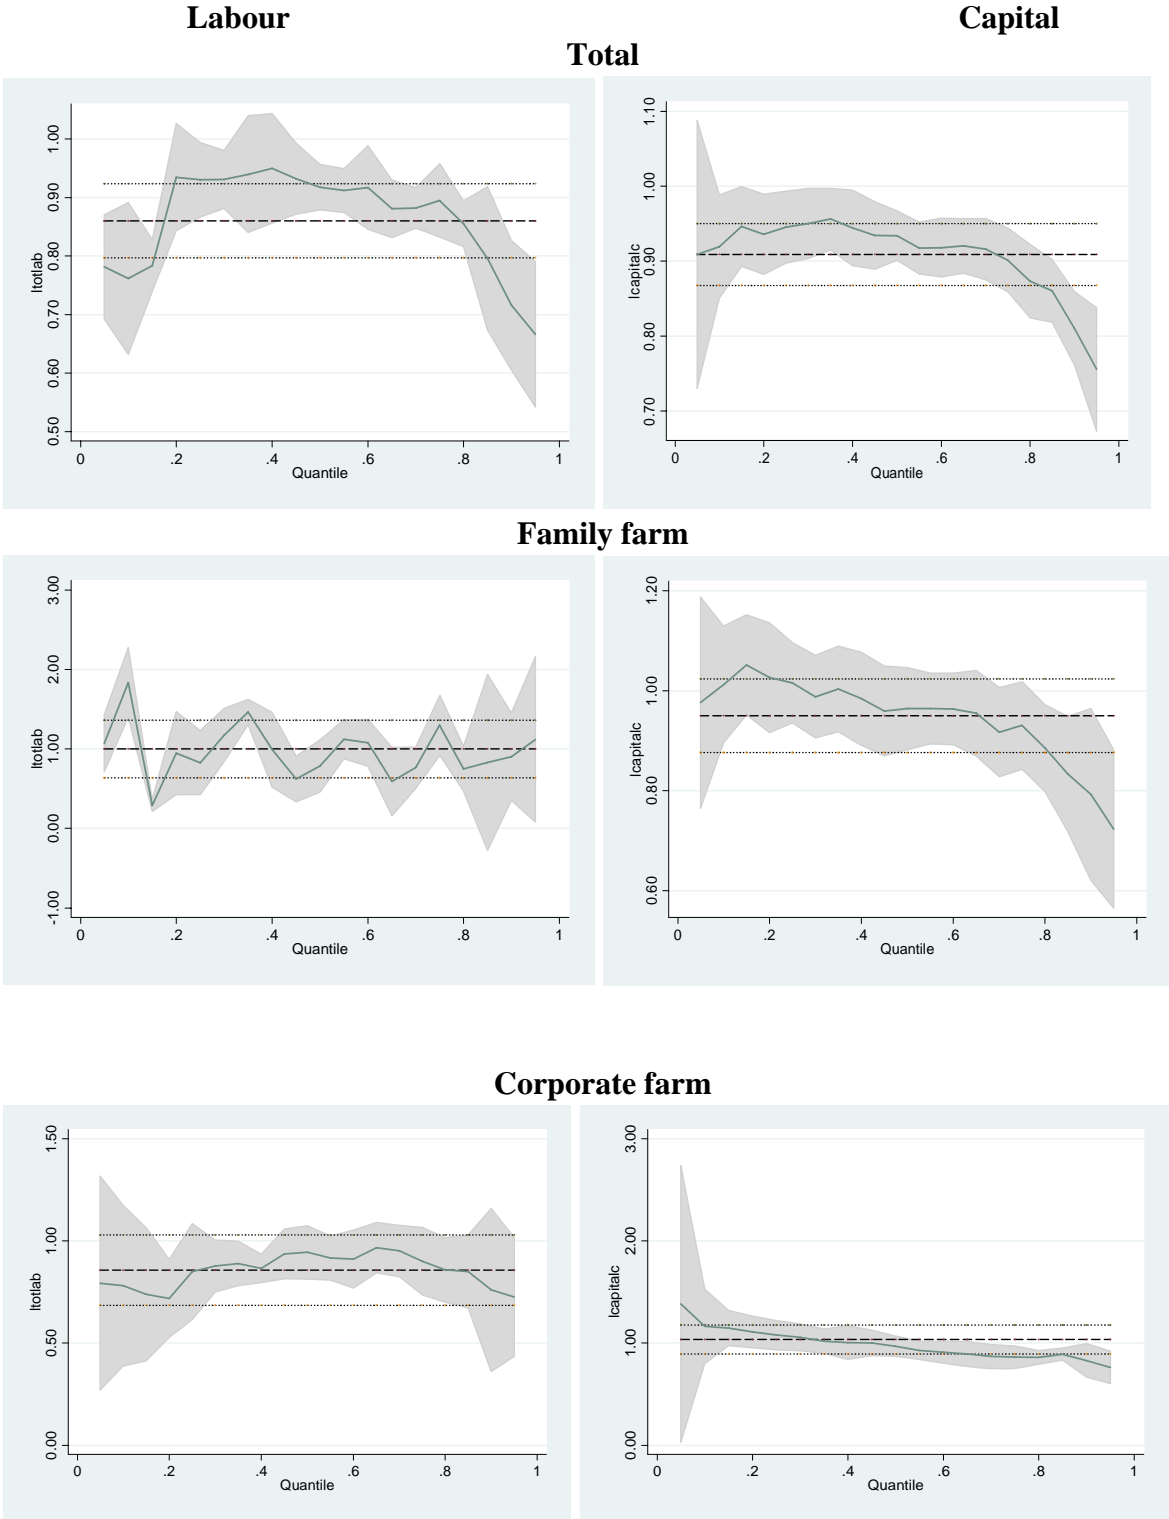 Labour Capital
Total
ltotlab
1.00
0.90
0.80
0.70
0.60
0.50
0 .2 .4 .6 .8 1
Quantile
lcapitalc
1.10
1.00
0.90
0.80
0.70
0 .2 .4 .6 .8 1
Quantile
Family farm
ltotlab
3.00
2.00
1.00
0.00
-1.00
0 .2 .4 .6 .8 1
Quantile
lcapitalc
1.20
1.00
0.80
0.60
0 .2 .4 .6 .8 1
Quantile
Corporate farm
ltotlab
1.50
1.00
0.50
0.00
0 .2 .4 .6 .8 1
Quantile
lcapitalc
3.00
2.00
1.00
0.00
0 .2 .4 .6 .8 1
Quantile